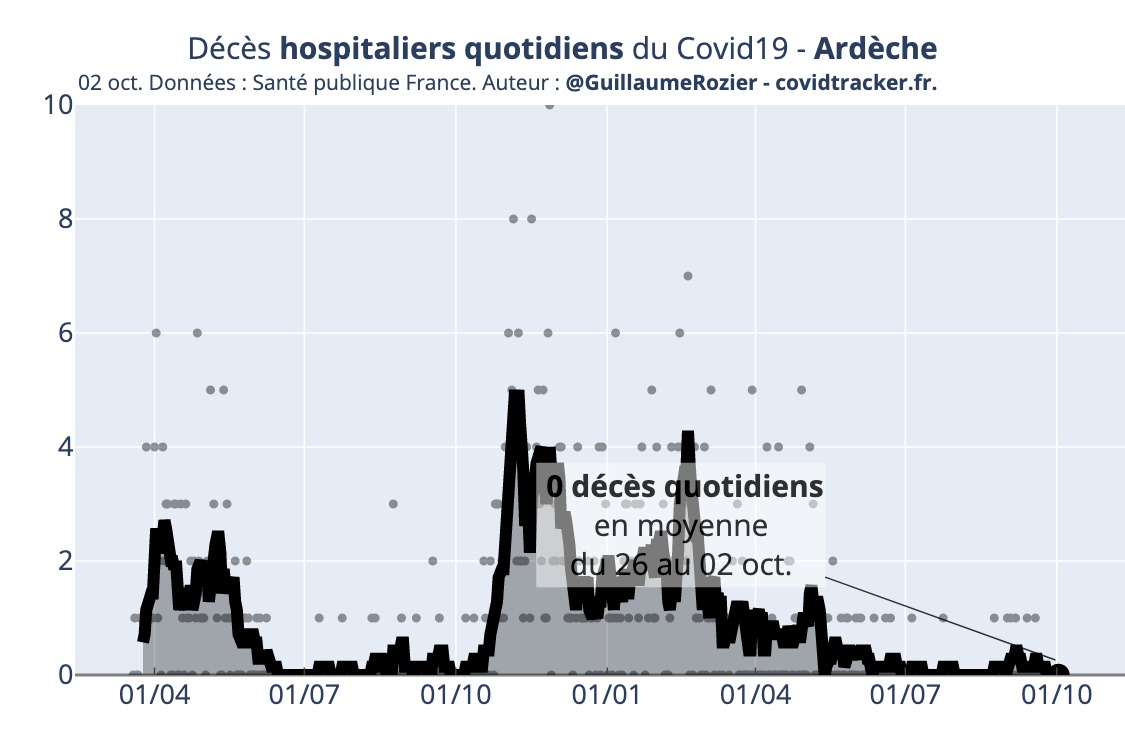 Décès hospitaliers quotidiens du Covid19 - Ardèche
02 oct. Données : Santé publique France. Auteur : @GuillaumeRozier - covidtracker.fr.
10
8
6
4
2
0
0 décès quotidiens
en moyenne
du 26 au 02 oct.
01/04 01/07 01/10 01/01 01/04 01/07 01/10